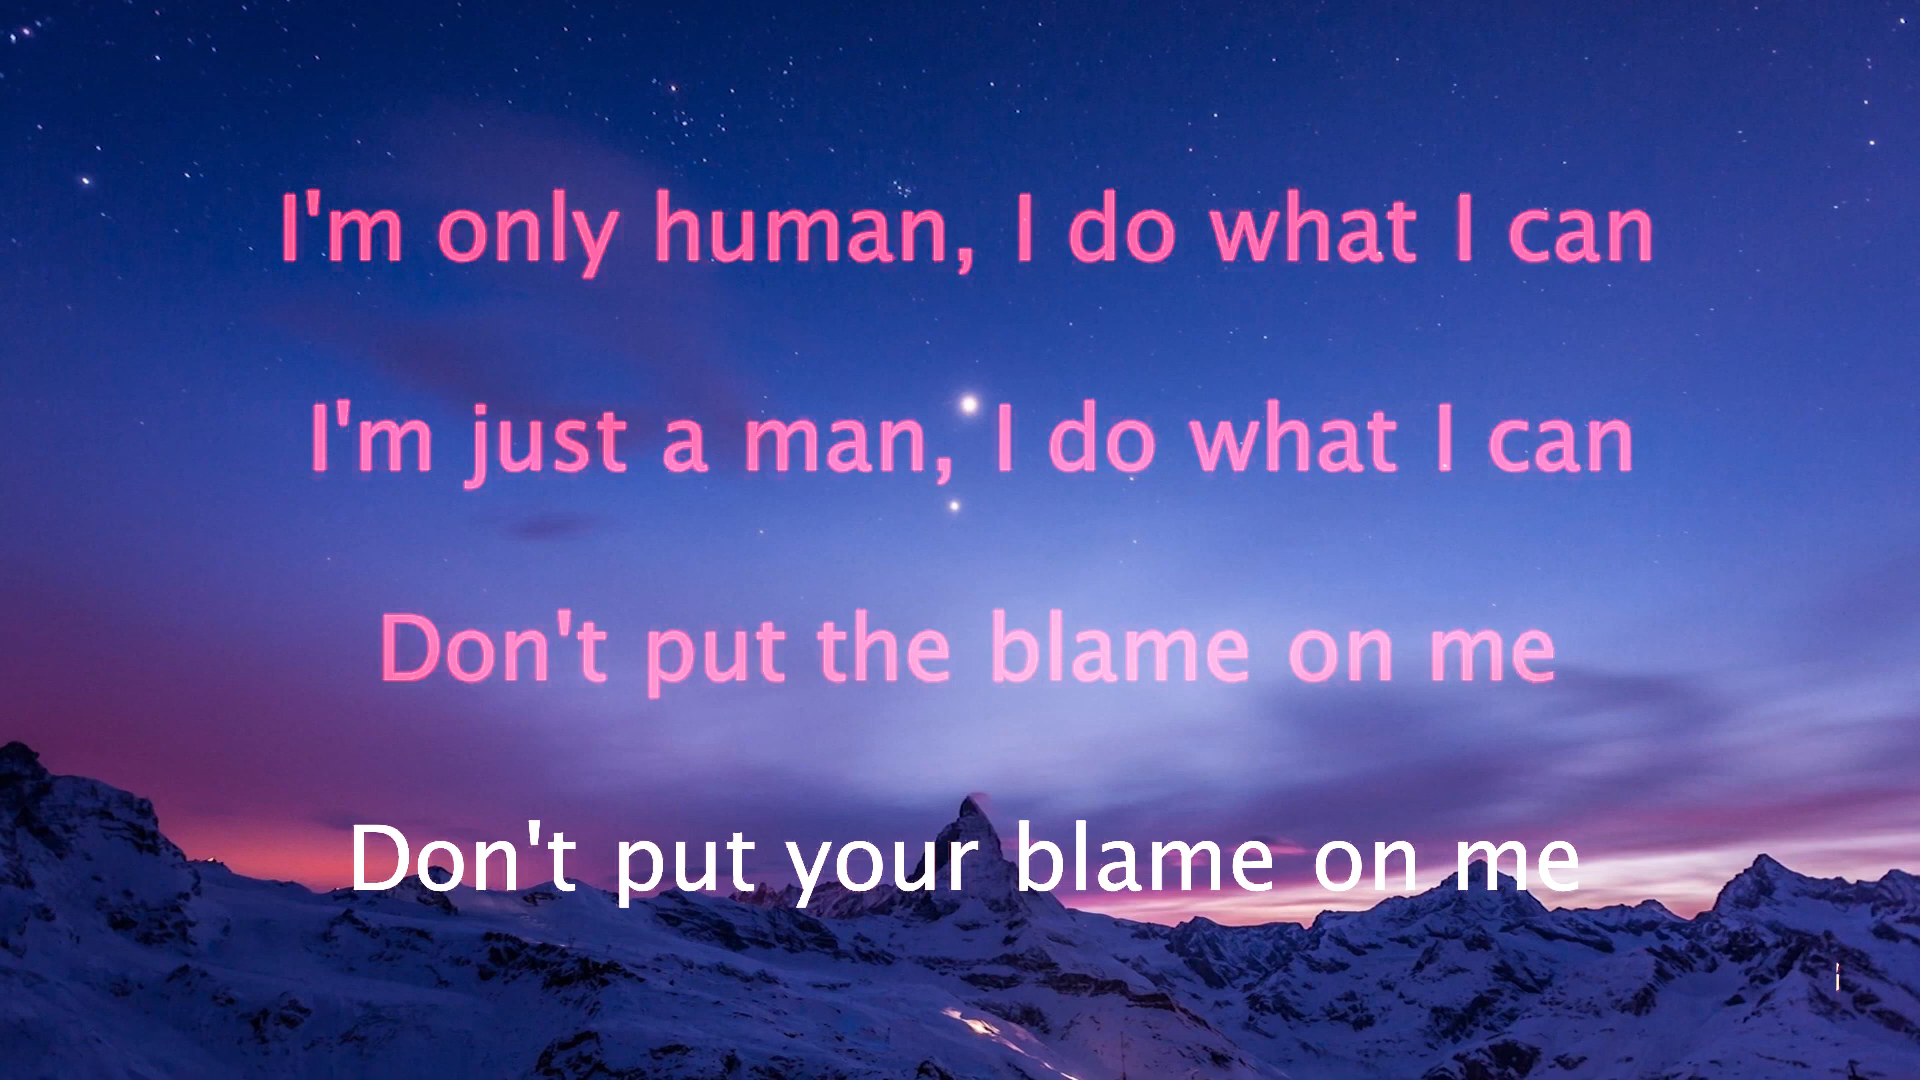 I'm only human, I do what I can
I'm just a man, I do what I can
Don't put the blame on me
Don't put your blame on me